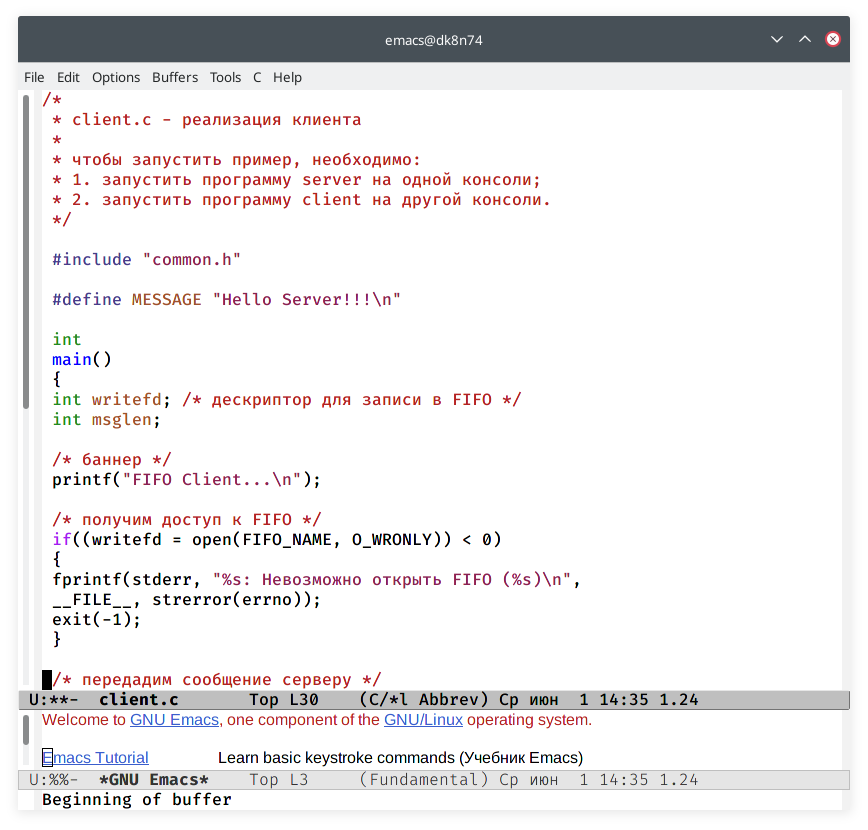 emacs@dk8n74
File Edit Options Buffers Tools C Help
/*
 * client.c - реализация клиента
 *
 * чтобы запустить пример, необходимо:
 * 1. запустить программу server на одной консоли;
 * 2. запустить программу client на другой консоли.
 */
#include "common.h"
#define MESSAGE "Hello Server!!!\n"
int
main()
{
int writefd; /* дескриптор для записи в FIFO */
int msglen;
/* баннер */
printf("FIFO Client...\n");
/* получим доступ к FIFO */
if((writefd = open(FIFO_NAME, O_WRONLY)) < 0)
{
fprintf(stderr, "%s: Невозможно открыть FIFO (%s)\n",
__FILE__, strerror(errno));
exit(-1);
}
/* передадим сообщение серверу */
U:**-  client.c       Top L30    (C/*l Abbrev) Ср июн  1 14:35 1.24
Welcome to GNU Emacs, one component of the GNU/Linux operating system.
Emacs Tutorial Learn basic keystroke commands (Учебник Emacs)
U:%%-  *GNU Emacs*    Top L3     (Fundamental) Ср июн  1 14:35 1.24
Beginning of buffer